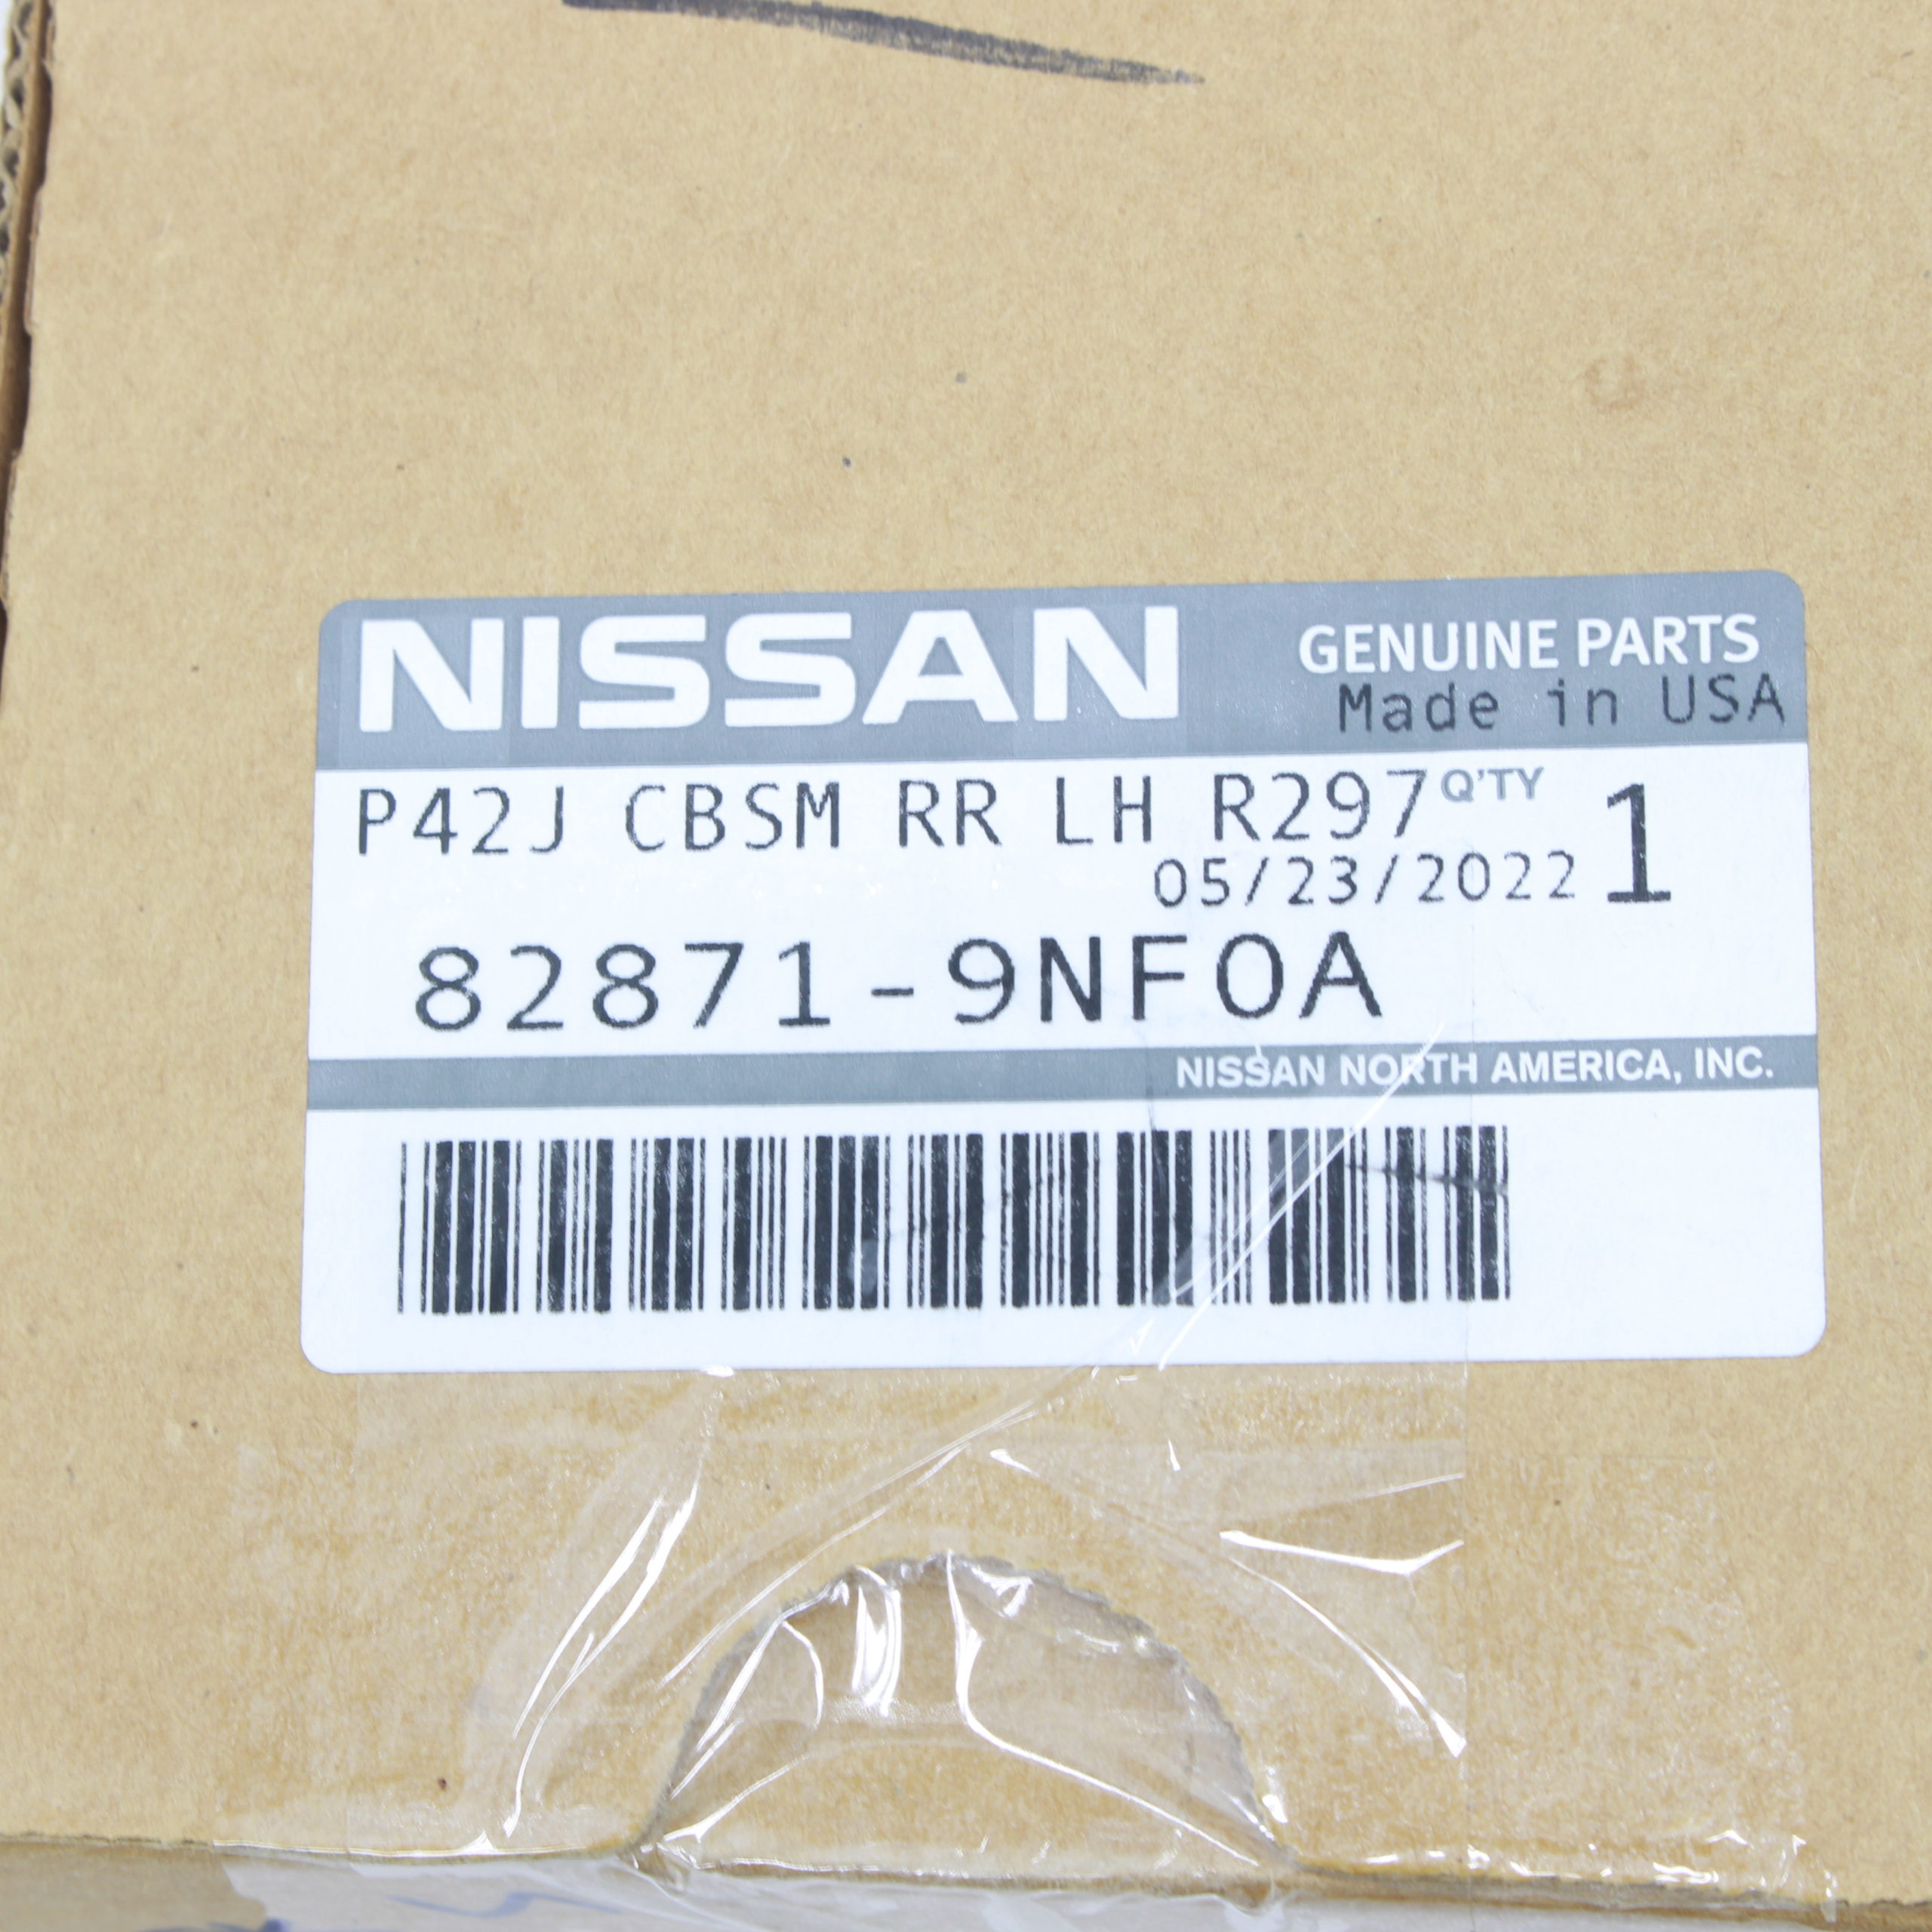 NISSAN GENUINE PARTS
Made in USA
P42J CBSM RR LH R297 Q'TY 1
05/23/2022
82871-9NF0A
NISSAN NORTH AMERICA, INC.